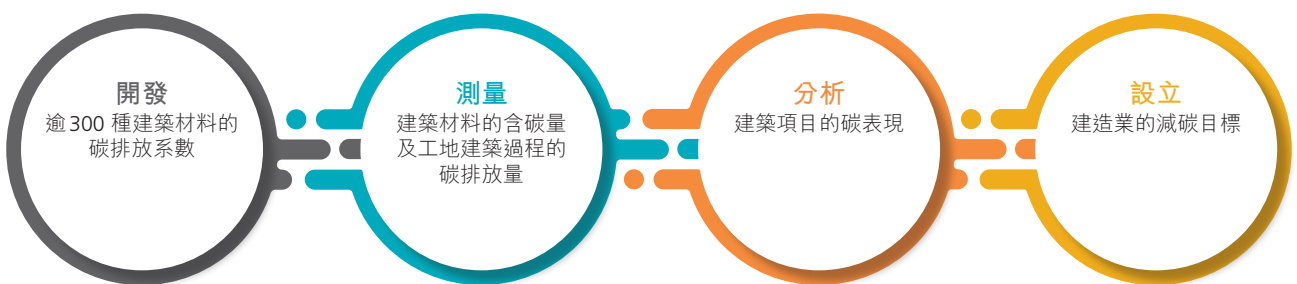 開發
逾300 種建築材料的
碳排放系數
測量
建築材料的含碳量
及工地建築過程的
碳排放量
分析
建築項目的碳表現
設立
建造業的減碳目標